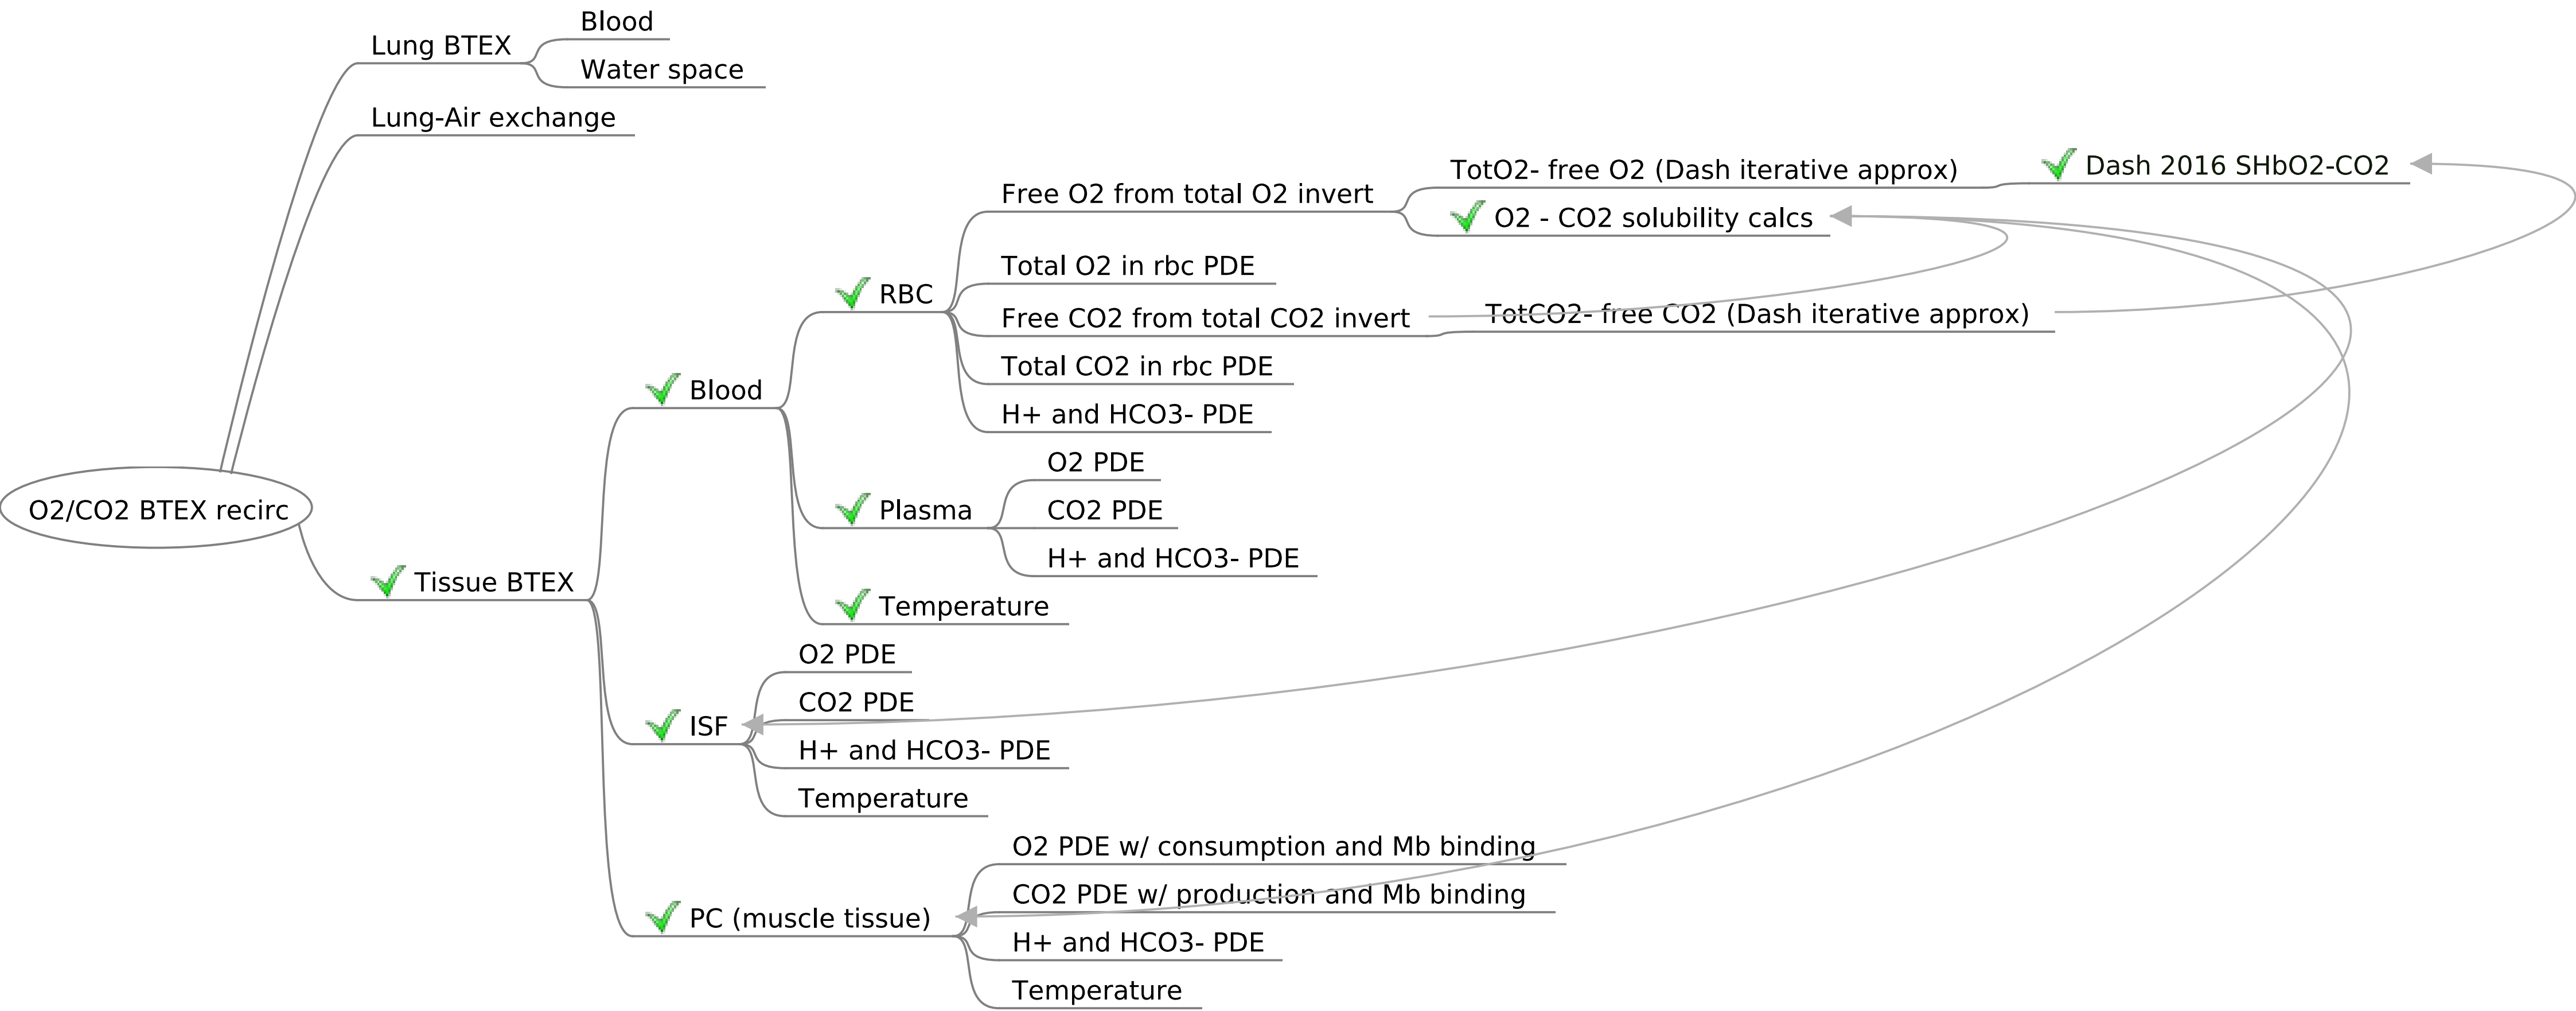 Blood
Lung BTEX
Water space
Lung-Air exchange
Dash 2016 SHbO2-CO2
TotO2- free O2 (Dash iterative approx)
Free O2 from total O2 invert
O2 - CO2 solubility calcs
Total O2 in rbc PDE
RBC
Free CO2 from total CO2 invert
TotCO2- free CO2 (Dash iterative approx)
Total CO2 in rbc PDE
Blood
H+ and HCO3- PDE
O2 PDE
O2/CO2 BTEX recirc
Plasma
CO2 PDE
H+ and HCO3- PDE
Tissue BTEX
Temperature
O2 PDE
CO2 PDE
ISF
H+ and HCO3- PDE
Temperature
O2 PDE w/ consumption and Mb binding
CO2 PDE w/ production and Mb binding
PC (muscle tissue)
H+ and HCO3- PDE
Temperature